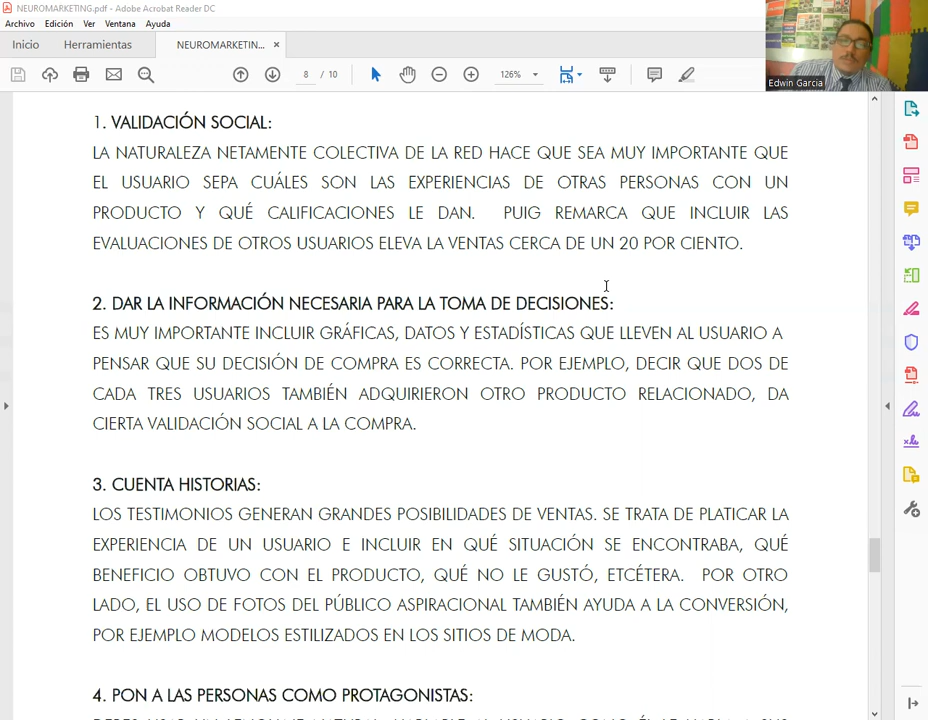 NEUROMARKETING.pdf - Adobe Acrobat Reader DC
Archivo Edición Ver Ventana Ayuda
Inicio Herramientas NEUROMARKETIN... ×
8 / 10 126%
Edwin Garcia
1. VALIDACIÓN SOCIAL:
LA NATURALEZA NETAMENTE COLECTIVA DE LA RED HACE QUE SEA MUY IMPORTANTE QUE
EL USUARIO SEPA CUÁLES SON LAS EXPERIENCIAS DE OTRAS PERSONAS CON UN
PRODUCTO Y QUÉ CALIFICACIONES LE DAN. PUIG REMARCA QUE INCLUIR LAS
EVALUACIONES DE OTROS USUARIOS ELEVA LA VENTAS CERCA DE UN 20 POR CIENTO.
2. DAR LA INFORMACIÓN NECESARIA PARA LA TOMA DE DECISIONES:
ES MUY IMPORTANTE INCLUIR GRÁFICAS, DATOS Y ESTADÍSTICAS QUE LLEVEN AL USUARIO A
PENSAR QUE SU DECISIÓN DE COMPRA ES CORRECTA. POR EJEMPLO, DECIR QUE DOS DE
CADA TRES USUARIOS TAMBIÉN ADQUIRIERON OTRO PRODUCTO RELACIONADO, DA
CIERTA VALIDACIÓN SOCIAL A LA COMPRA.
3. CUENTA HISTORIAS:
LOS TESTIMONIOS GENERAN GRANDES POSIBILIDADES DE VENTAS. SE TRATA DE PLATICAR LA
EXPERIENCIA DE UN USUARIO E INCLUIR EN QUÉ SITUACIÓN SE ENCONTRABA, QUÉ
BENEFICIO OBTUVO CON EL PRODUCTO, QUÉ NO LE GUSTÓ, ETCÉTERA. POR OTRO
LADO, EL USO DE FOTOS DEL PÚBLICO ASPIRACIONAL TAMBIÉN AYUDA A LA CONVERSIÓN,
POR EJEMPLO MODELOS ESTILIZADOS EN LOS SITIOS DE MODA.
4. PON A LAS PERSONAS COMO PROTAGONISTAS: